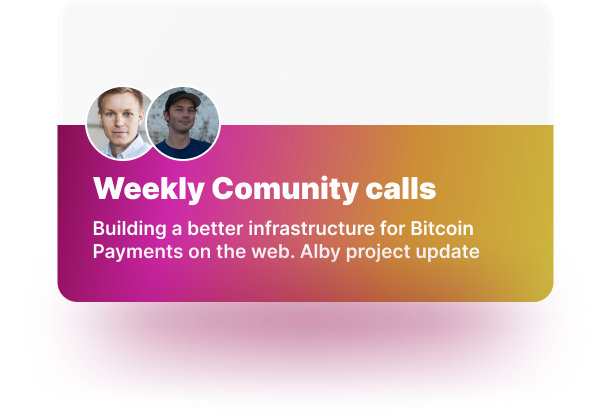 Weekly Comunity calls
Building a better infrastructure for Bitcoin
Payments on the web. Alby project update